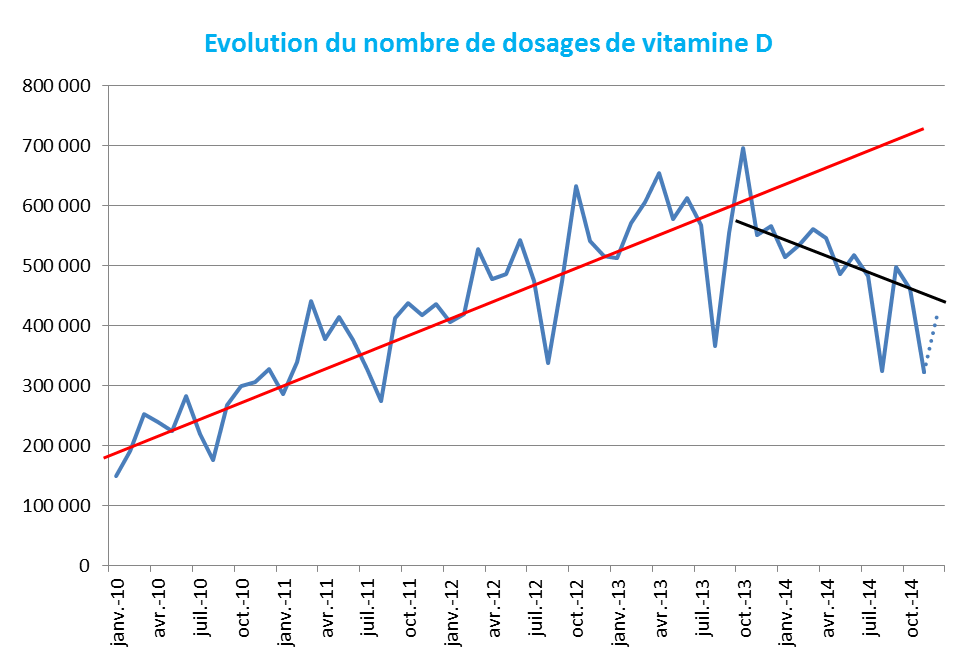 Evolution du nombre de dosages de vitamine D
800 000
700 000
600 000
500 000
400 000
300 000
200 000
100 000
0
janv.-10
avr.-10
juil.-10
oct.-10
janv.-11
avr.-11
juil.-11
oct.-11
janv.-12
avr.-12
juil.-12
oct.-12
janv.-13
avr.-13
juil.-13
oct.-13
janv.-14
avr.-14
juil.-14
oct.-14